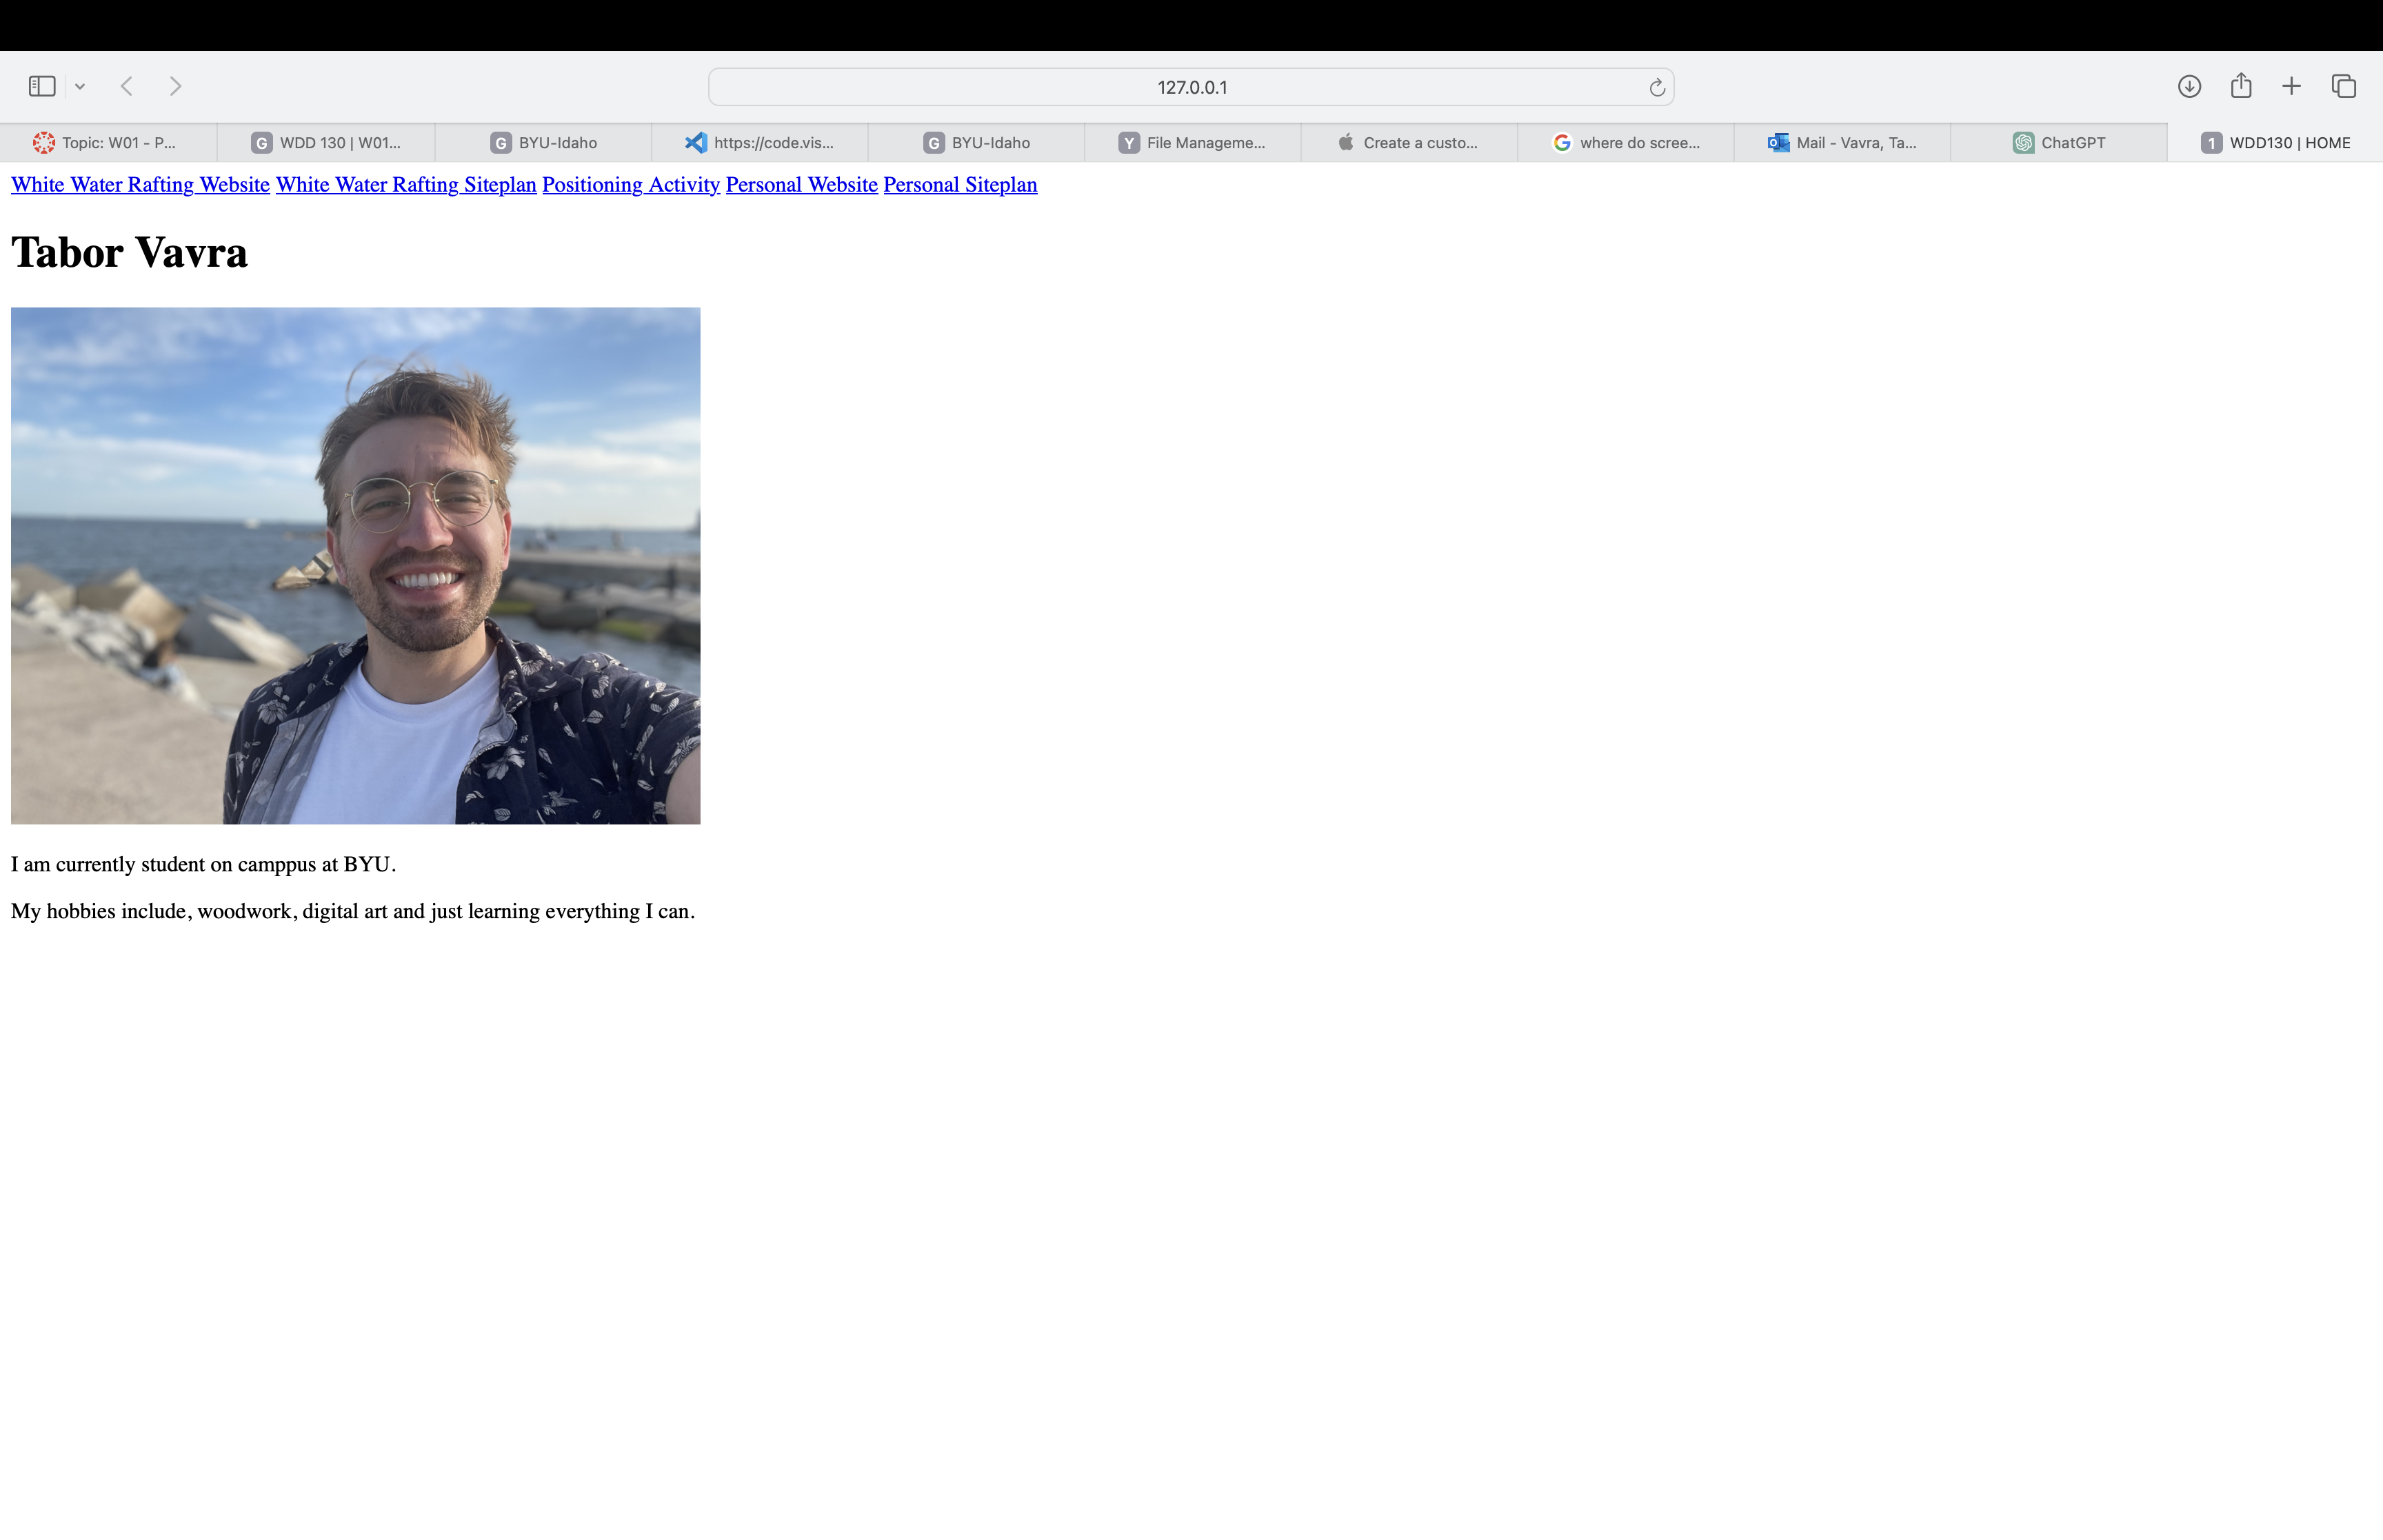 127.0.0.1
Topic: W01 - P... WDD 130 | W01... BYU-Idaho https://code.vis... BYU-Idaho File Manageme... Create a custo... where do scree... Mail - Vavra, Ta... ChatGPT WDD130 | HOME
White Water Rafting Website White Water Rafting Siteplan Positioning Activity Personal Website Personal Siteplan
Tabor Vavra
I am currently student on camppus at BYU.
My hobbies include, woodwork, digital art and just learning everything I can.